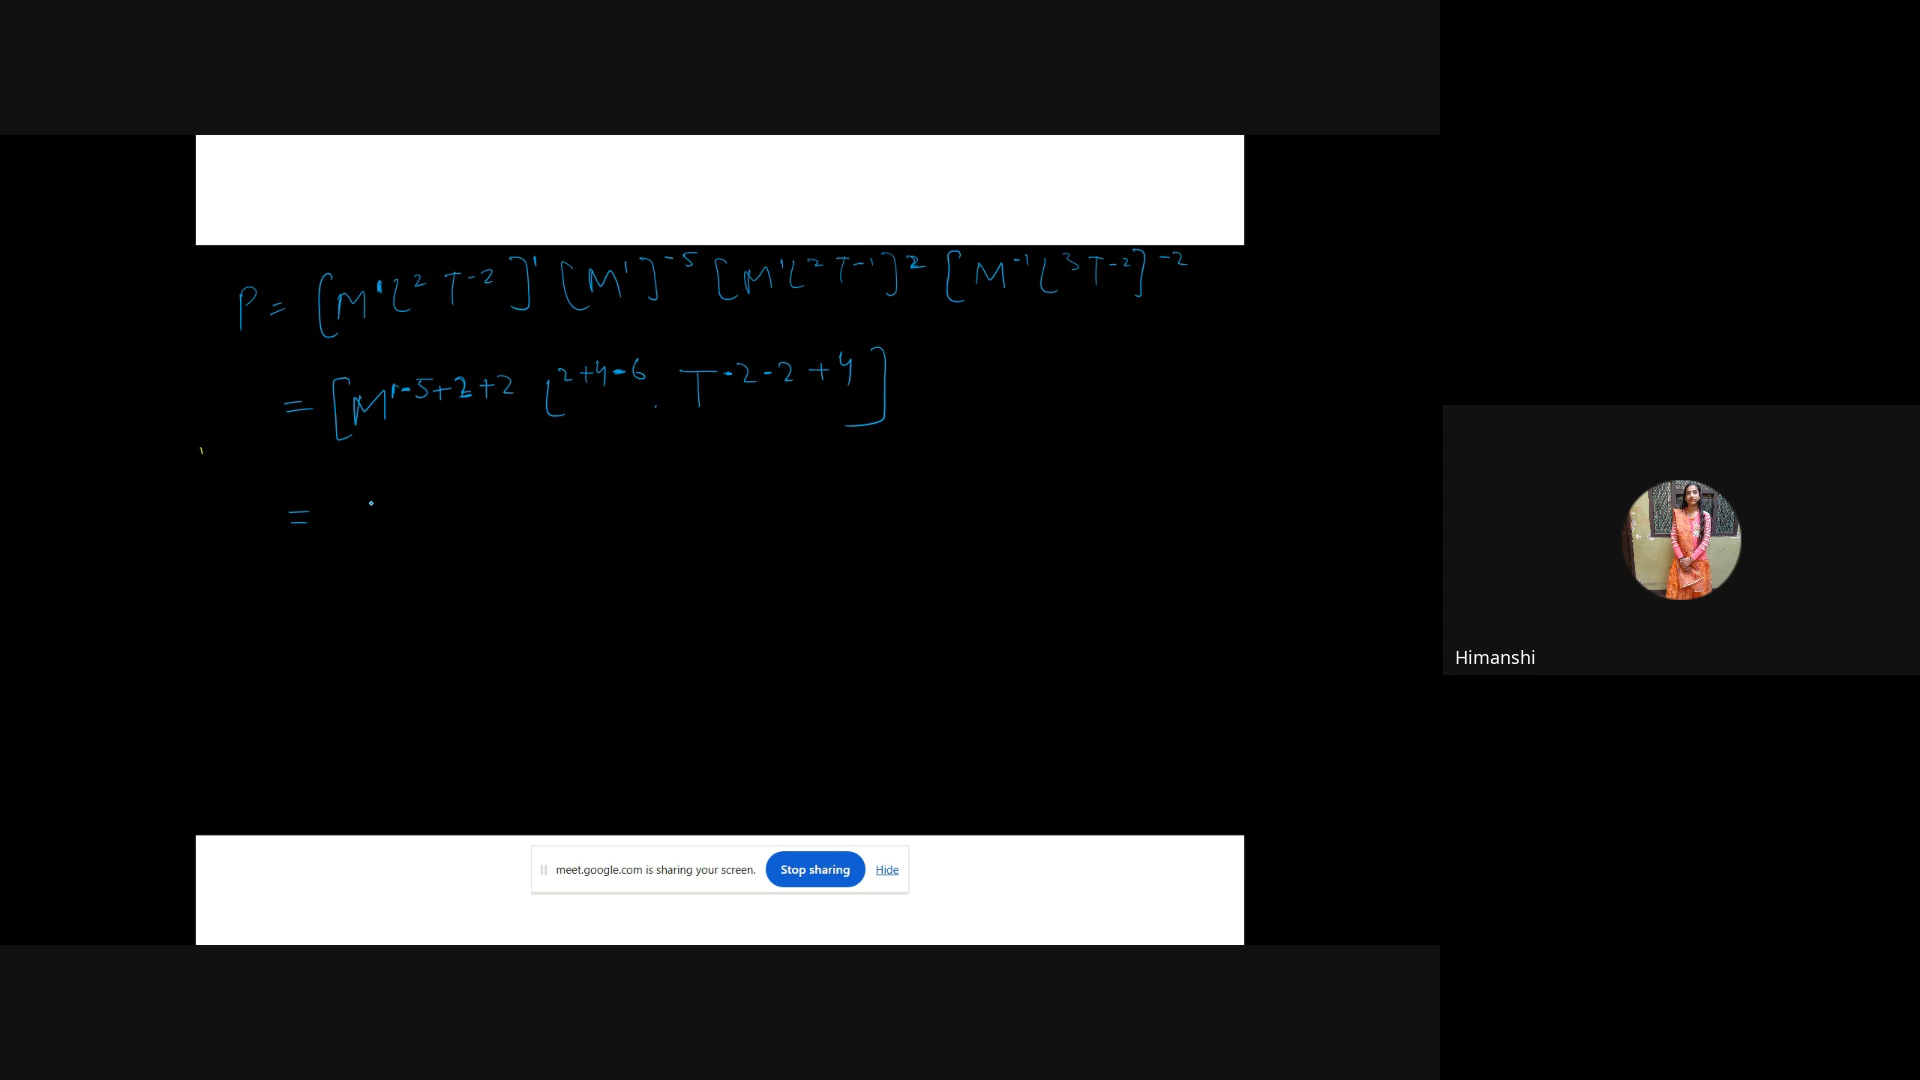 P = [M¹L² T-2]¹ [M¹]-5 [M¹L² T-1]2 [M-1L3T-2]-2
= [M1-5+2+2 L2+4-6 . T-2-2+4]
=
Himanshi
meet.google.com is sharing your screen. Stop sharing Hide